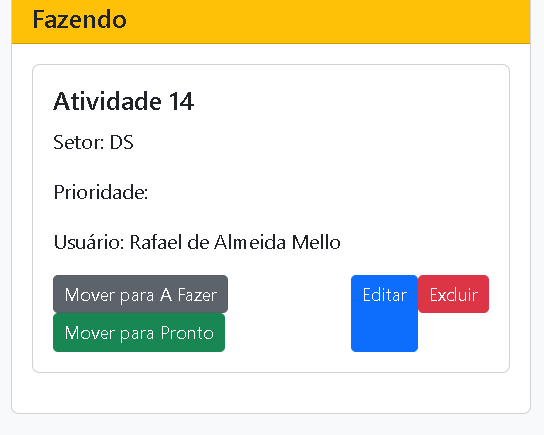 Fazendo
Atividade 14
Setor: DS
Prioridade:
Usuário: Rafael de Almeida Mello
Mover para A Fazer
Editar
Excluir
Mover para Pronto